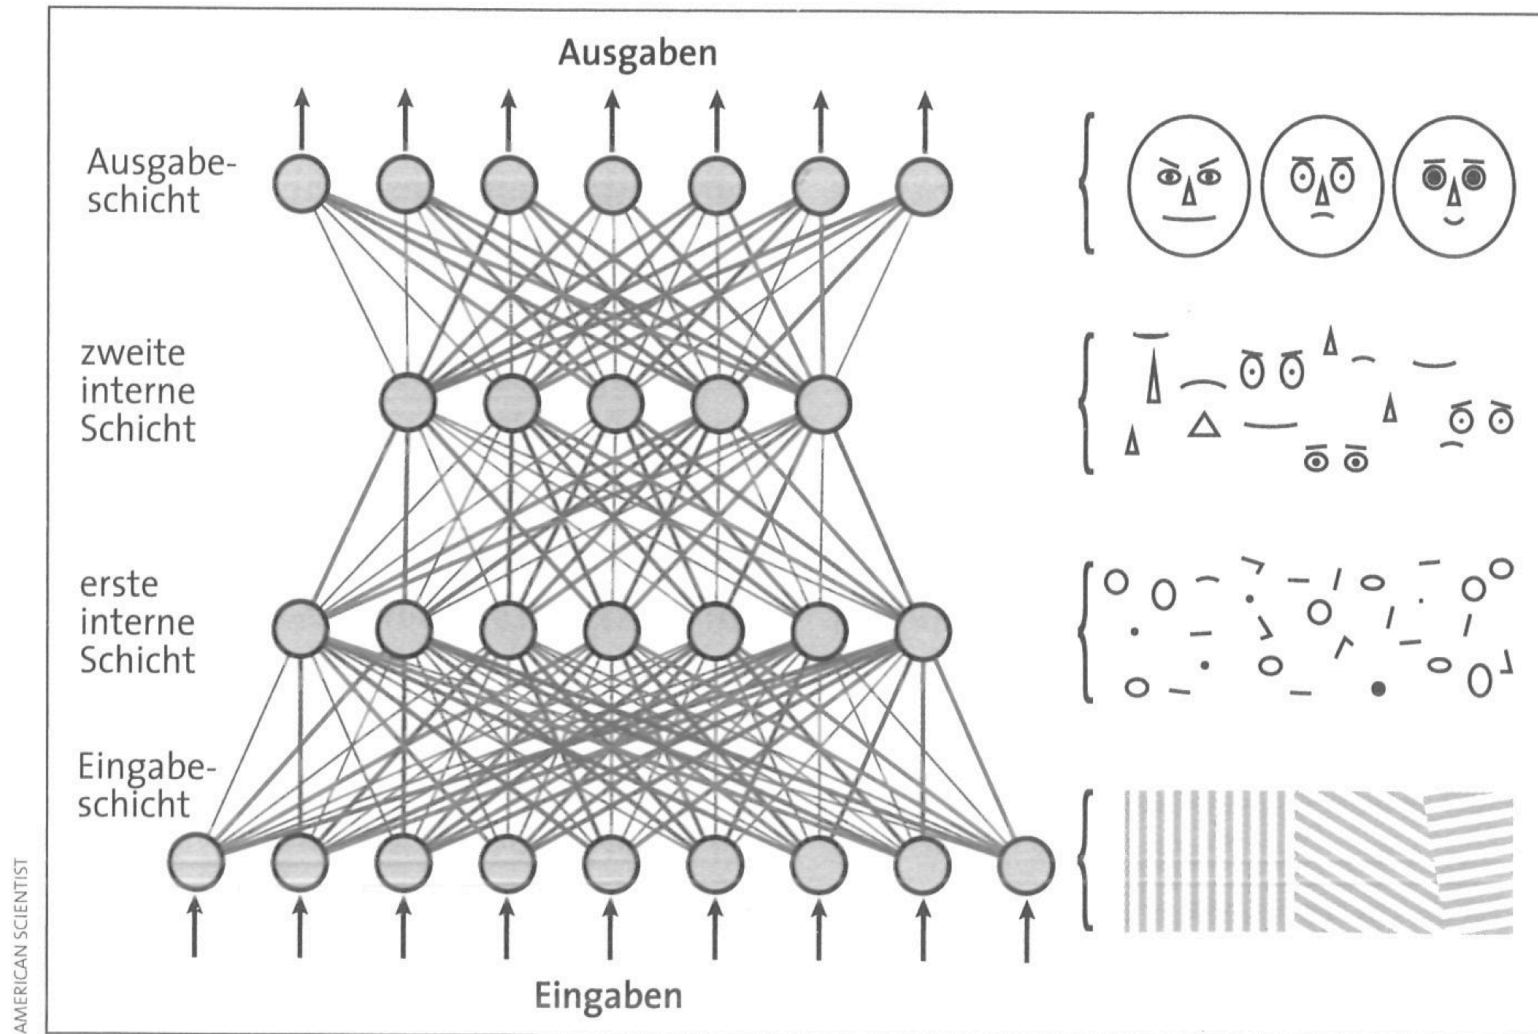 Ausgaben
Ausgabe-
schicht
zweite
interne
Schicht
erste
interne
Schicht
Eingabe-
schicht
Eingaben
AMERICAN SCIENTIST